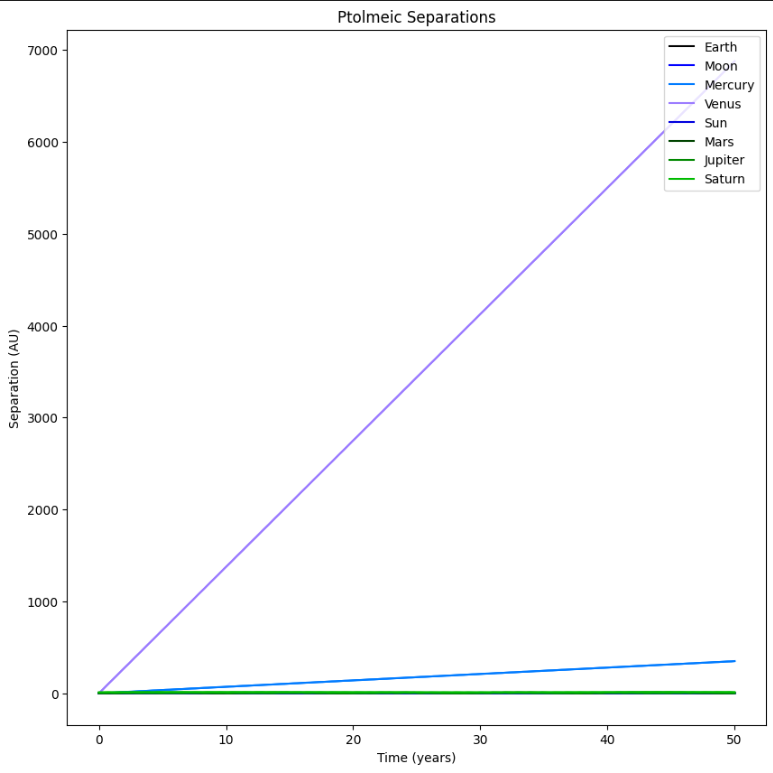 Ptolmeic Separations
Earth
Moon
Mercury
Venus
Sun
Mars
Jupiter
Saturn
7000
6000
5000
4000
3000
2000
1000
0
Separation (AU)
0 10 20 30 40 50
Time (years)